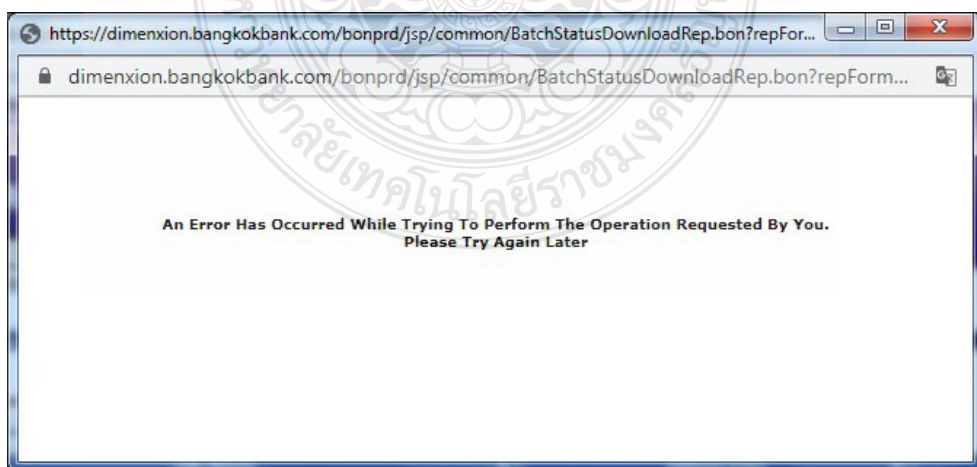 https://dimenxion.bangkokbank.com/bonprd/jsp/common/BatchStatusDownloadRep.bon?repFor...
dimenxion.bangkokbank.com/bonprd/jsp/common/BatchStatusDownloadRep.bon?repForm...
An Error Has Occurred While Trying To Perform The Operation Requested By You.
Please Try Again Later